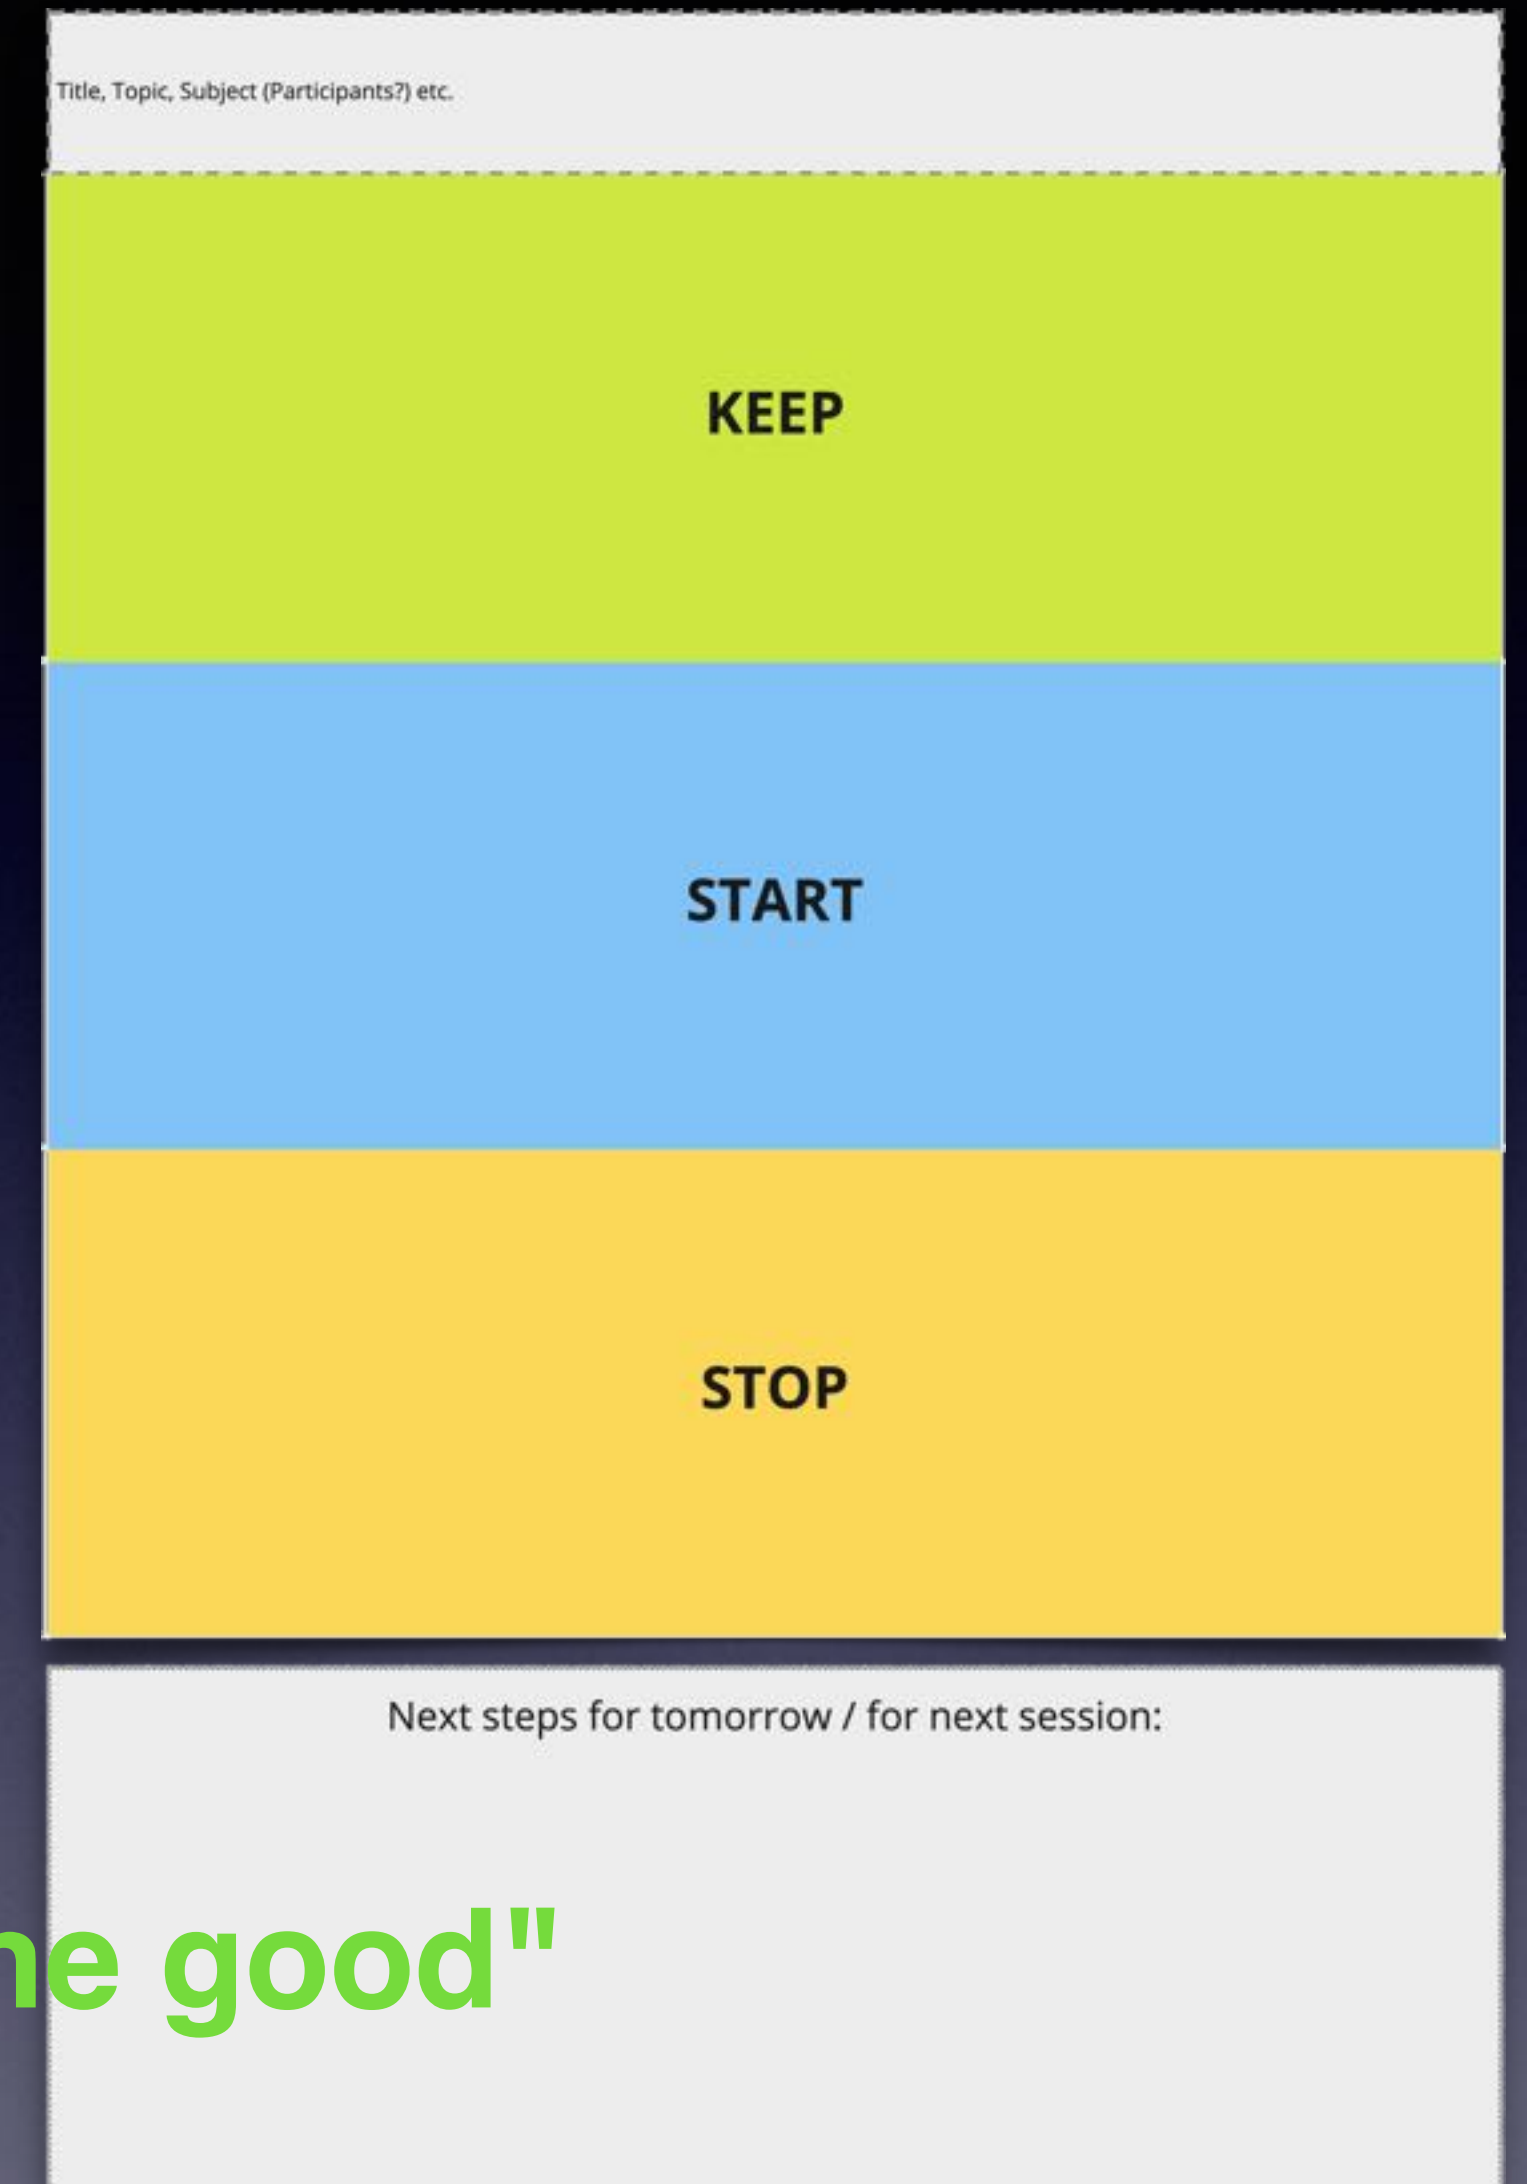 Title, Topic, Subject (Participants?) etc.
KEEP
START
STOP
Next steps for tomorrow / for next session:
good"